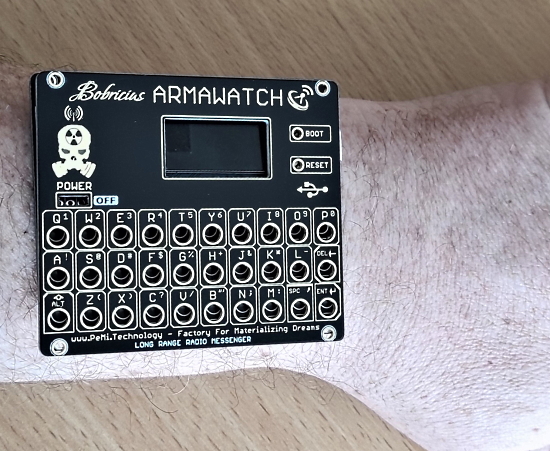 Bobricius ARMAWATCH
BOOT
RESET
POWER
OFF
Q1 W2 E3 R4 T5 Y6 U7 I8 O9 P0
A! S@ D# F$ G% H+ J& K* L- DEL
ALT Z( X) C? V/ B" N; M: SPC , ENT
www.PeMi.Technology - Factory For Materializing Dreams
LONG RANGE RADIO MESSENGER